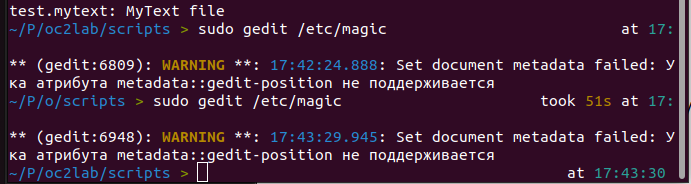 test.mytext: MyText file
~/P/oc2lab/scripts > sudo gedit /etc/magic at 17:
** (gedit:6809): WARNING **: 17:42:24.888: Set document metadata failed: У
ка атрибута metadata::gedit-position не поддерживается
~/P/o/scripts > sudo gedit /etc/magic took 51s at 17:
** (gedit:6948): WARNING **: 17:43:29.945: Set document metadata failed: У
ка атрибута metadata::gedit-position не поддерживается
~/P/oc2lab/scripts > at 17:43:30